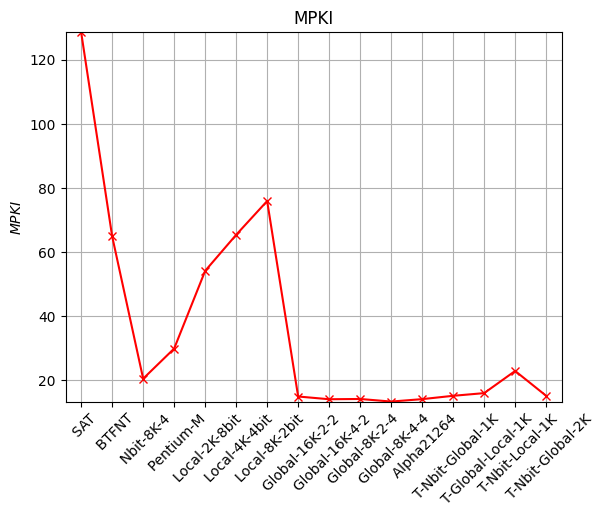 MPKI
MPKI
120
100
80
60
40
20
SAT
BTFNT
Nbit-8K-4
Pentium-M
Local-2K-8bit
Local-4K-4bit
Local-8K-2bit
Global-16K-2-2
Global-16K-4-2
Global-8K-2-4
Global-8K-4-4
Alpha21264
T-Nbit-Global-1K
T-Global-Local-1K
T-Nbit-Local-1K
T-Nbit-Global-2K